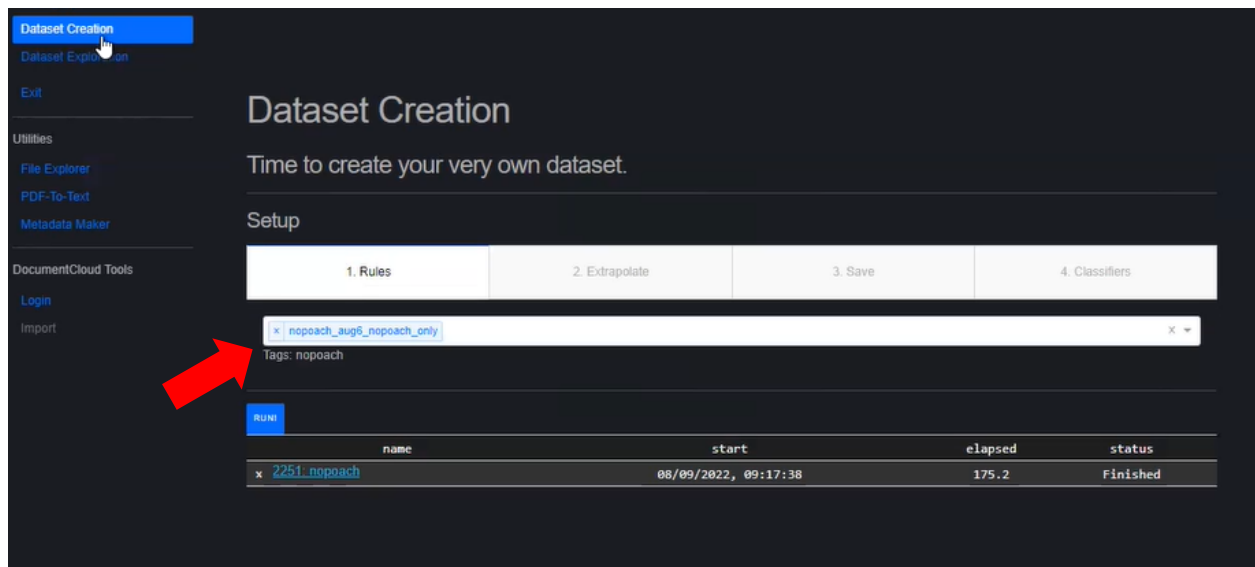 Dataset Creation
Dataset Exploration
Exit
Utilities
File Explorer
PDF-To-Text
Metadata Maker
DocumentCloud Tools
Login
Import
Dataset Creation
Time to create your very own dataset.
Setup
1. Rules 2. Extrapolate 3. Save 4. Classifiers
× nopoach_aug6_nopoach_only x
Tags: nopoach
RUN!
name start elapsed status
x 2251: nopoach 08/09/2022, 09:17:38 175.2 Finished